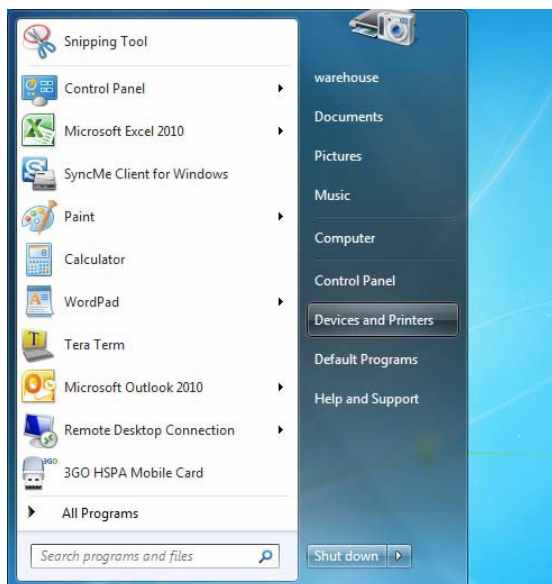 Snipping Tool
Control Panel
Microsoft Excel 2010
SyncMe Client for Windows
Paint
Calculator
WordPad
Tera Term
Microsoft Outlook 2010
Remote Desktop Connection
3GO
3GO HSPA Mobile Card
All Programs
Search programs and files
warehouse
Documents
Pictures
Music
Computer
Control Panel
Devices and Printers
Default Programs
Help and Support
Shut down